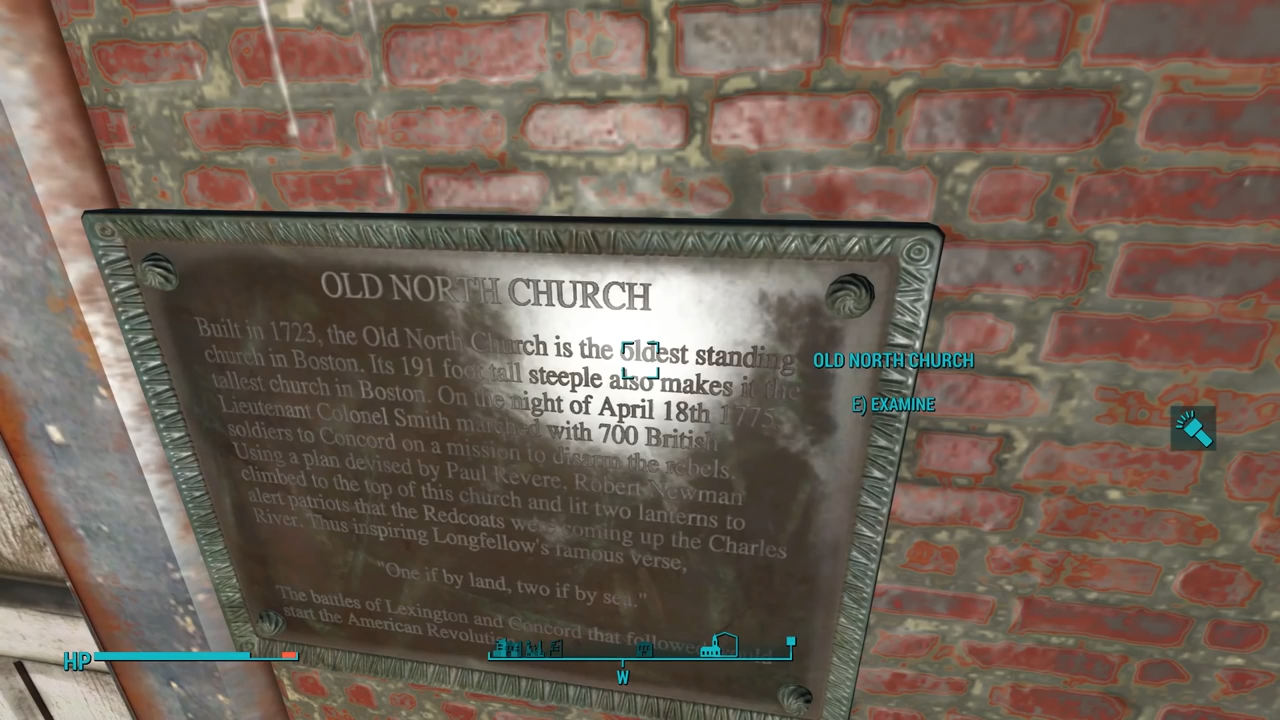 OLD NORTH CHURCH
Built in 1723, the Old North Church is the oldest standing
church in Boston. Its 191 foot tall steeple also makes it the
tallest church in Boston. On the night of April 18th 1775,
Lieutenant Colonel Smith marched with 700 British
soldiers to Concord on a mission to disarm the rebels.
Using a plan devised by Paul Revere, Robert Newman
climbed to the top of this church and lit two lanterns to
alert patriots that the Redcoats were coming up the Charles
River. Thus inspiring Longfellow's famous verse,
"One if by land, two if by sea."
The battles of Lexington and Concord that followed would
start the American Revolution
OLD NORTH CHURCH
E) EXAMINE
HP
W